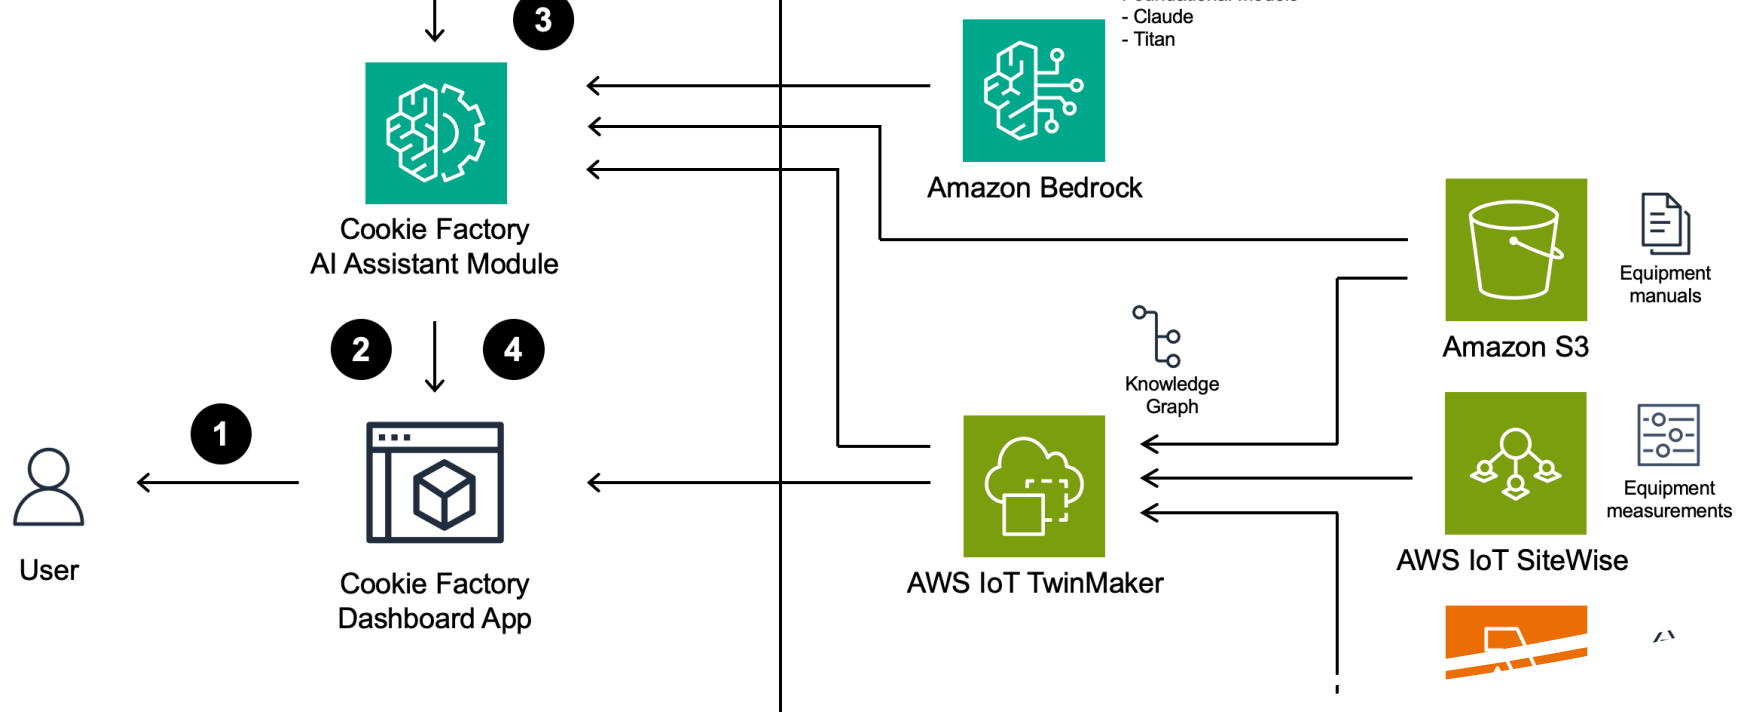 3
- Claude
- Titan
Amazon Bedrock
Cookie Factory
AI Assistant Module
Equipment
manuals
Amazon S3
2
4
Knowledge
Graph
1
Equipment
measurements
AWS IoT SiteWise
User
Cookie Factory
Dashboard App
AWS IoT TwinMaker